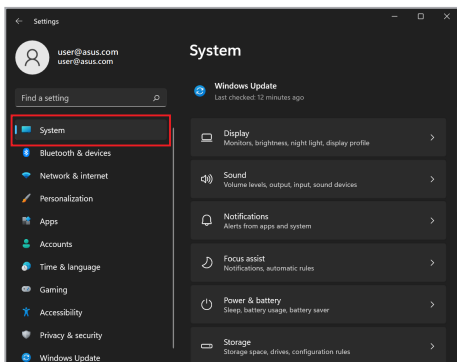 Settings
user@asus.com
user@asus.com
Find a setting
System
Bluetooth & devices
Network & internet
Personalization
Apps
Accounts
Time & language
Gaming
Accessibility
Privacy & security
Windows Update
System
Windows Update
Last checked: 12 minutes ago
Display
Monitors, brightness, night light, display profile
Sound
Volume levels, output, input, sound devices
Notifications
Alerts from apps and system
Focus assist
Notifications, automatic rules
Power & battery
Sleep, battery usage, battery saver
Storage
Storage space, drives, configuration rules